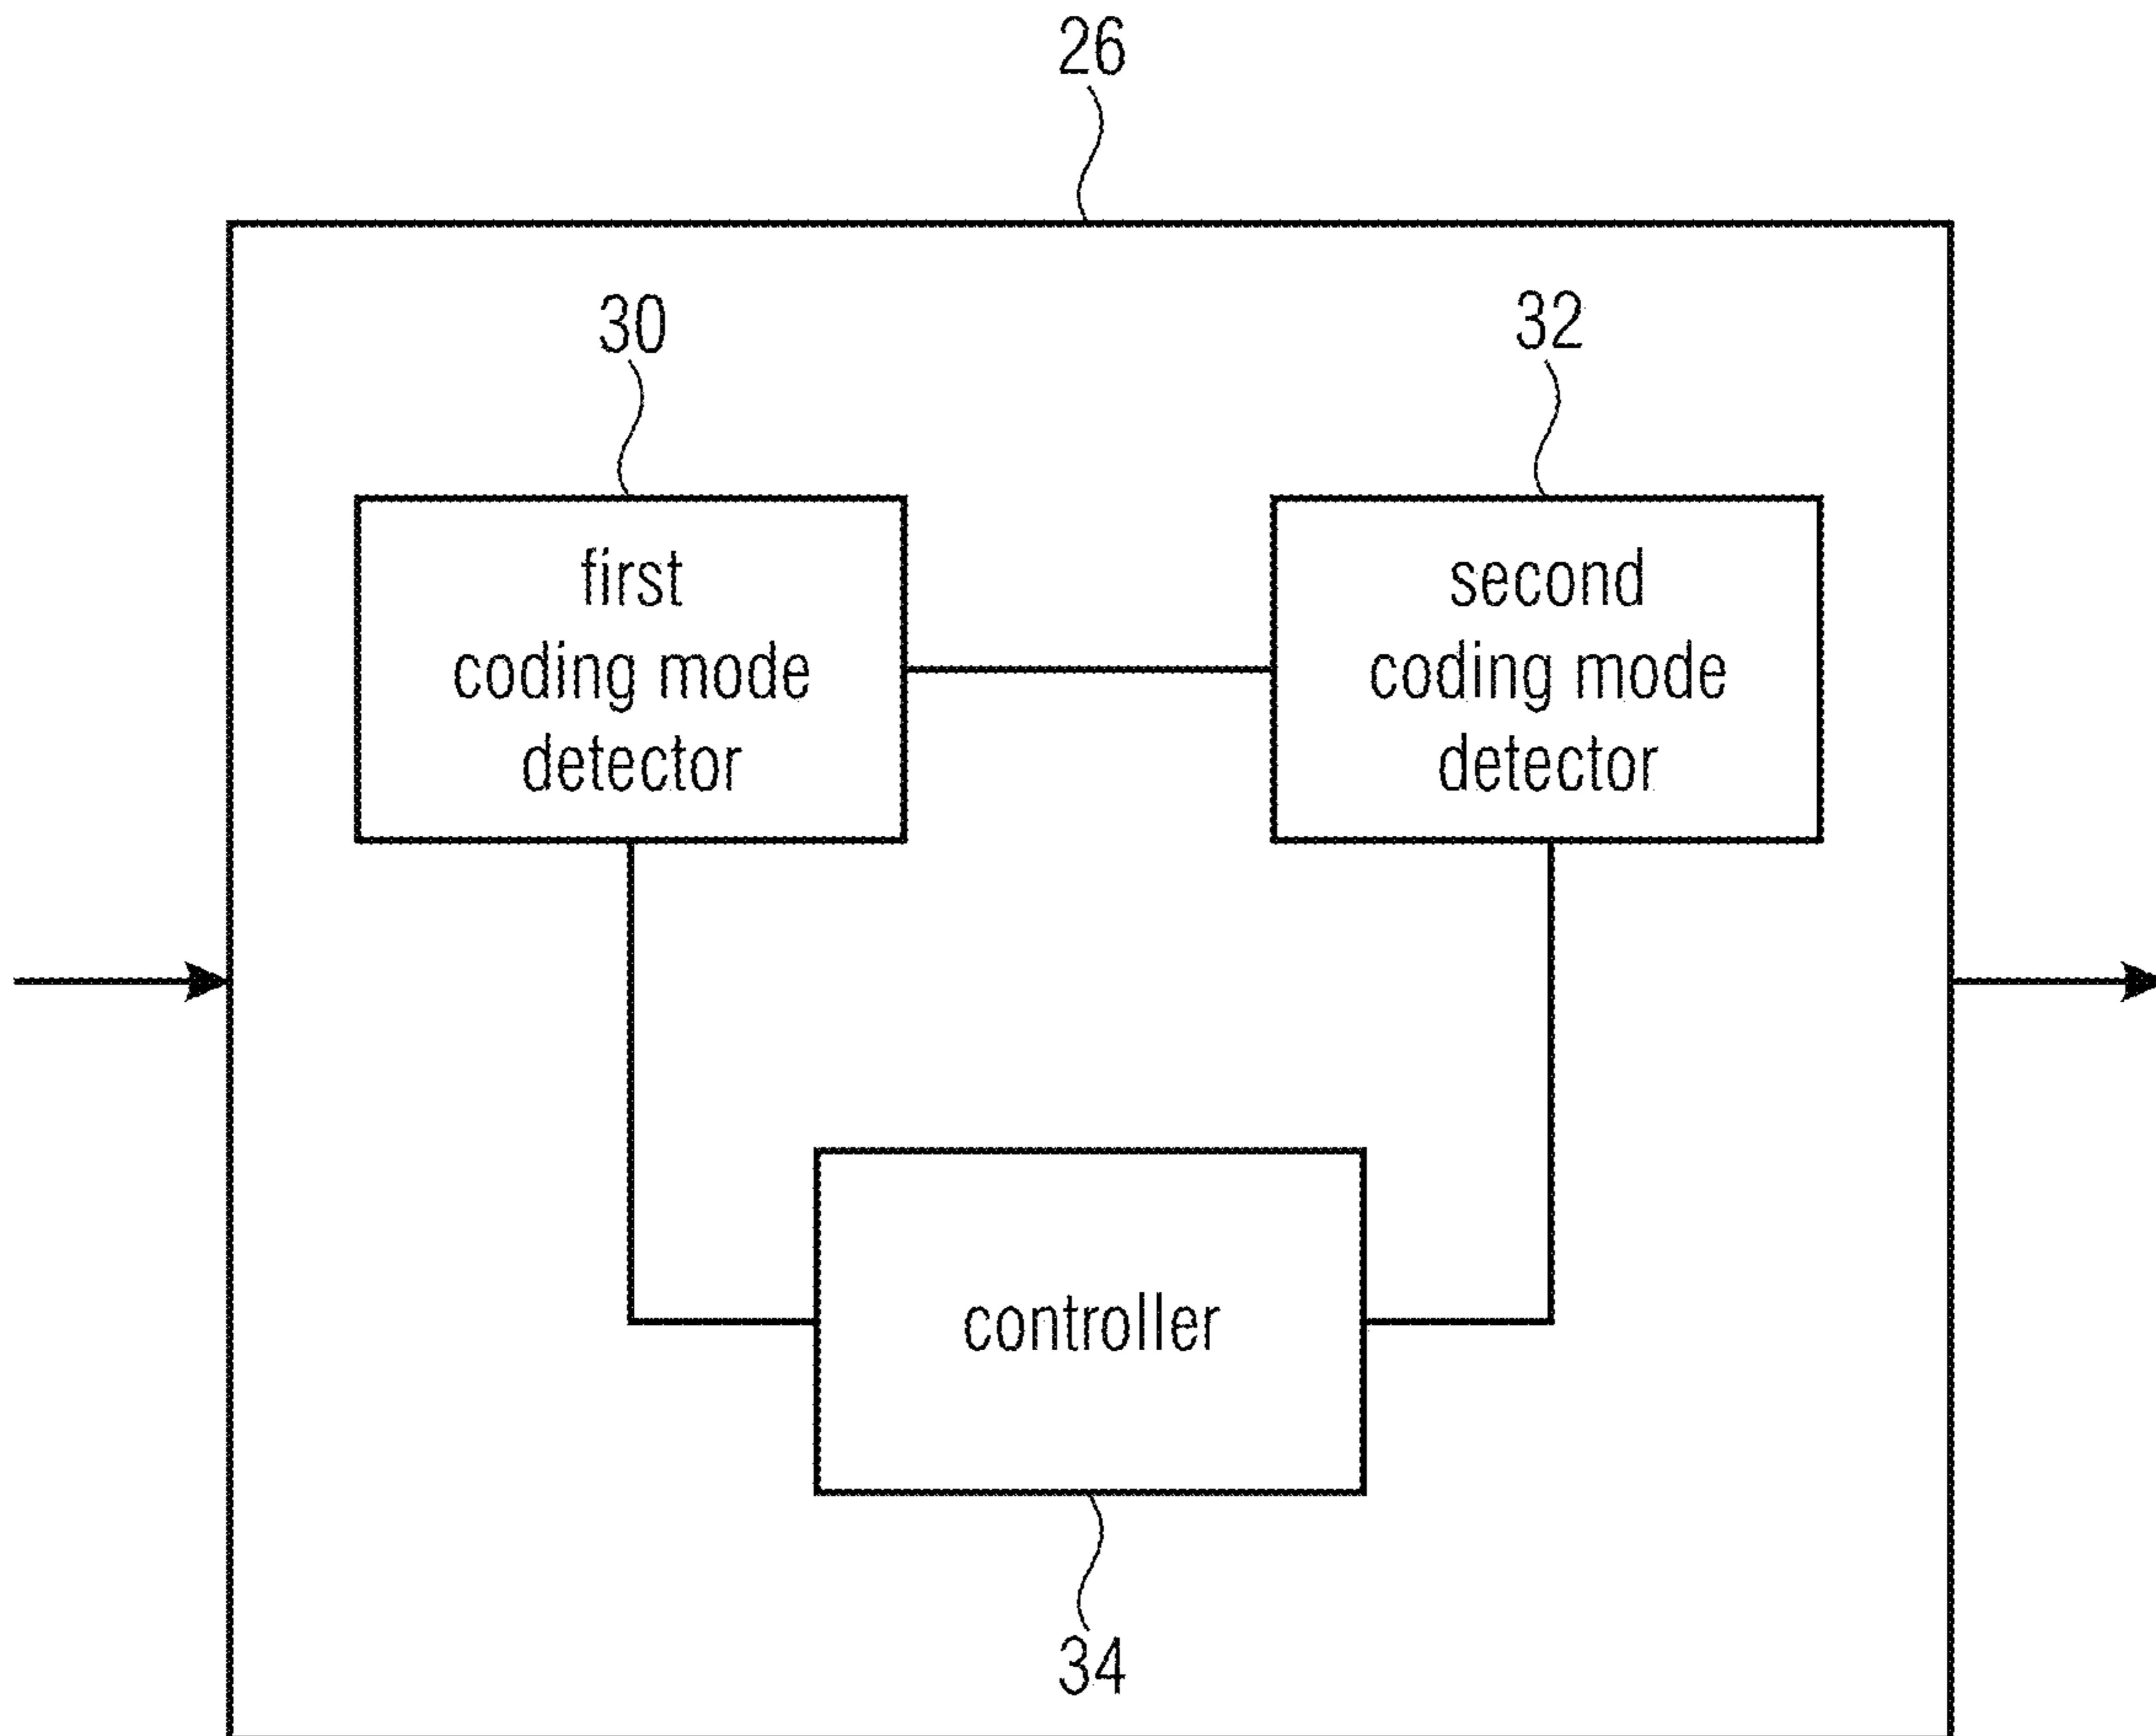 26
30
32
first
coding mode
detector
second
coding mode
detector
controller
34